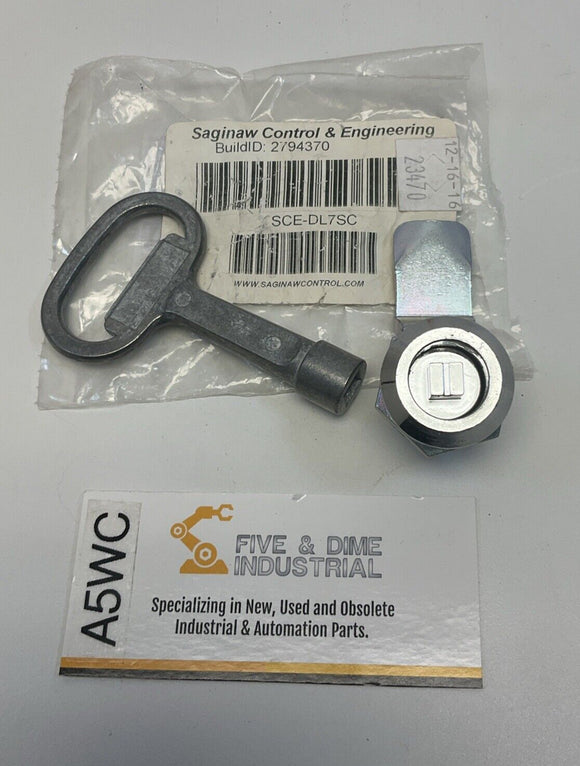 Saginaw Control & Engineering
BuildID: 2794370
12-16-16
23470
SCE-DL7SC
WWW.SAGINAWCONTROL.COM
A5WC
FIVE & DIME
INDUSTRIAL
Specializing in New, Used and Obsolete
Industrial & Automation Parts.